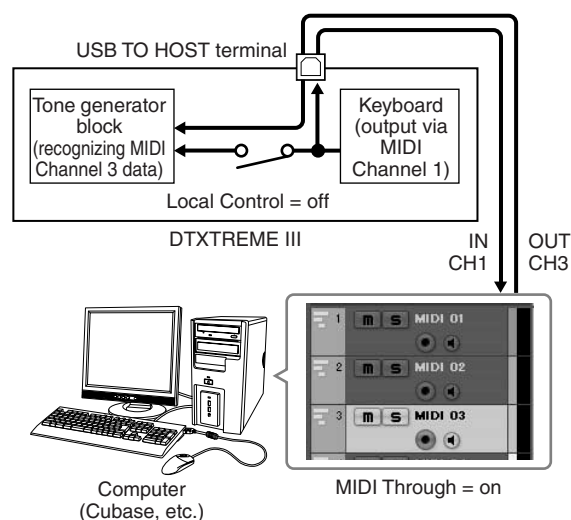 USB TO HOST terminal
Tone generator
block
(recognizing MIDI
Channel 3 data)
Keyboard
(output via
MIDI
Channel 1)
Local Control = off
DTXTREME III
IN
CH1
OUT
CH3
1 m S MIDI 01
2 m S MIDI 02
3 m S MIDI 03
Computer
(Cubase, etc.)
MIDI Through = on